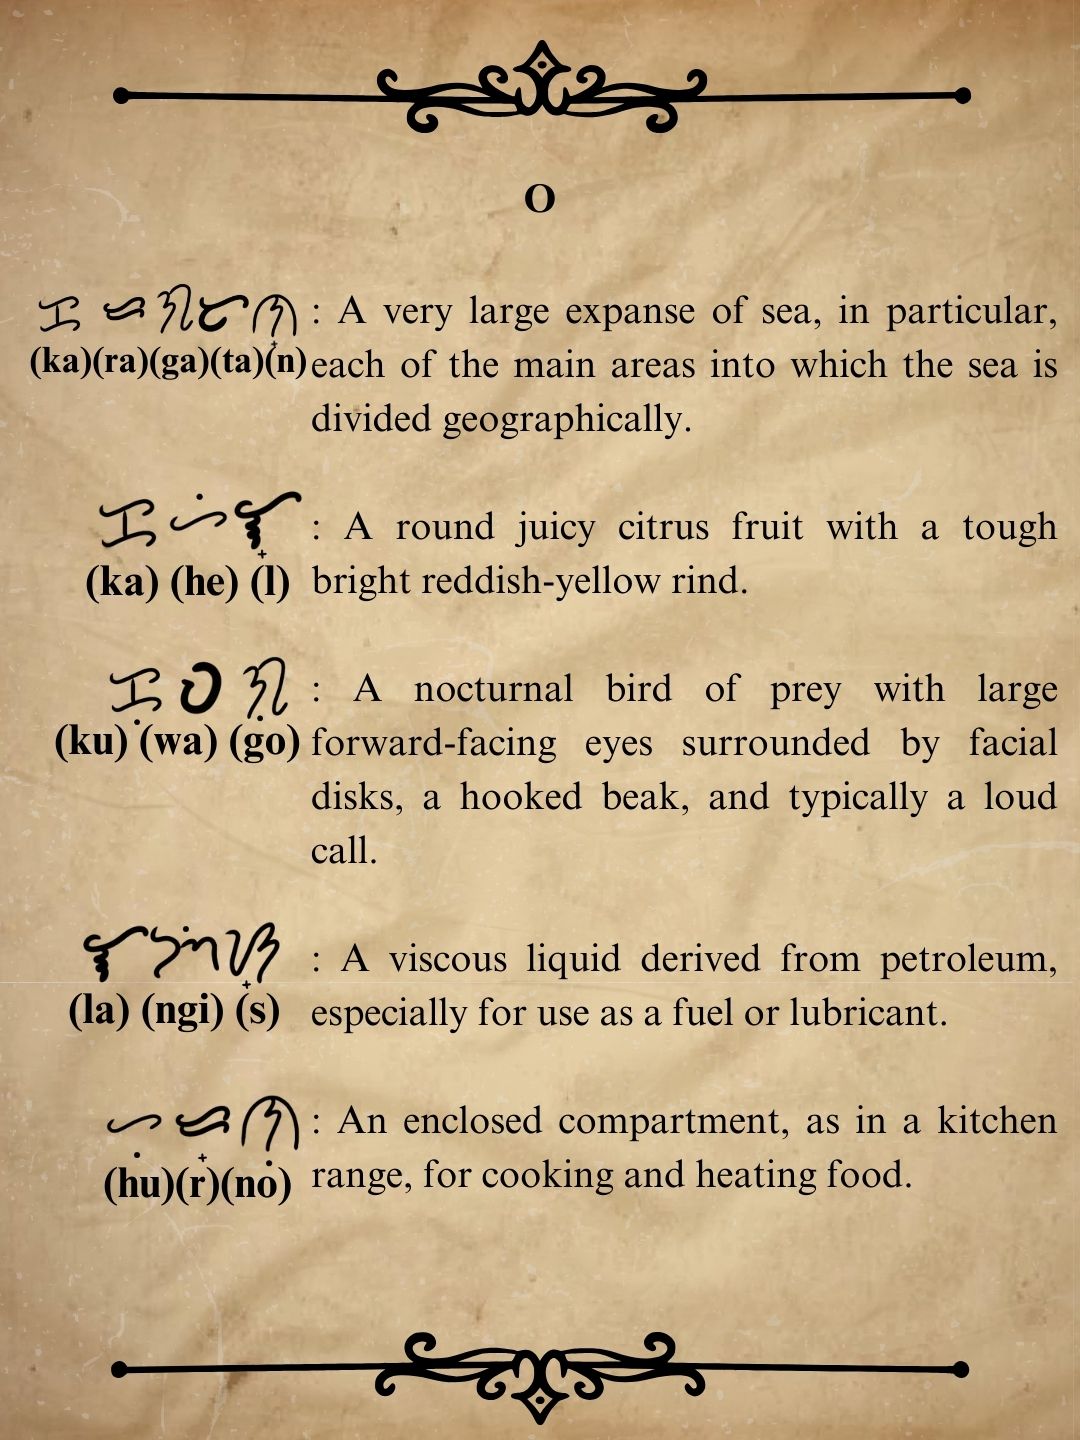 O
ᜃᜍᜄᜆᜈ᜔ : A very large expanse of sea, in particular,
(ka)(ra)(ga)(ta)(n) each of the main areas into which the sea is
divided geographically.
ᜃᜑᜒᜎ᜔ : A round juicy citrus fruit with a tough
(ka) (he) (l) bright reddish-yellow rind.
ᜃᜓᜏᜄᜓ : A nocturnal bird of prey with large
(ku) (wa) (go) forward-facing eyes surrounded by facial
disks, a hooked beak, and typically a loud
call.
ᜎᜅᜒᜐ᜔ : A viscous liquid derived from petroleum,
(la) (ngi) (s) especially for use as a fuel or lubricant.
ᜑᜓᜍ᜔ᜈᜓ : An enclosed compartment, as in a kitchen
(hu)(r)(no) range, for cooking and heating food.